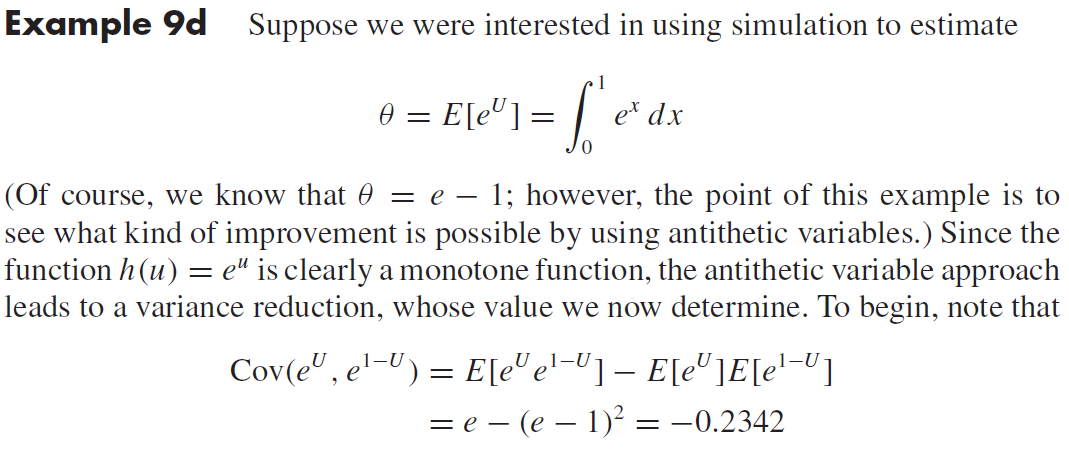 Example 9d Suppose we were interested in using simulation to estimate
θ = E[e^U] = ∫_0^1 e^x dx
(Of course, we know that θ = e − 1; however, the point of this example is to
see what kind of improvement is possible by using antithetic variables.) Since the
function h(u) = e^u is clearly a monotone function, the antithetic variable approach
leads to a variance reduction, whose value we now determine. To begin, note that
Cov(e^U, e^{1−U}) = E[e^U e^{1−U}] − E[e^U]E[e^{1−U}]
= e − (e − 1)^2 = −0.2342